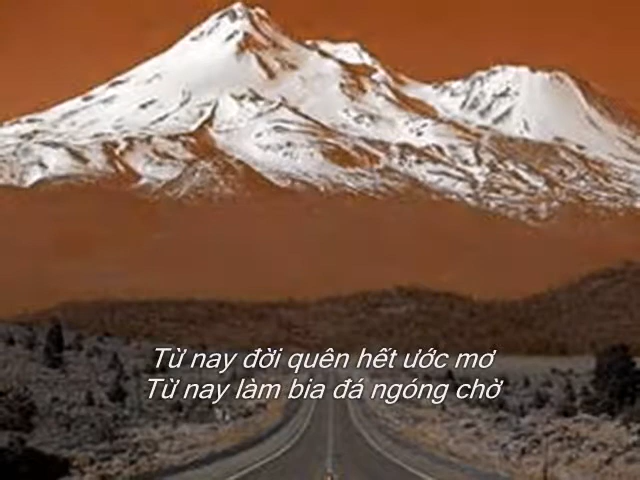 Từ nay đời quên hết ước mơ
Từ nay làm bia đá ngóng chờ